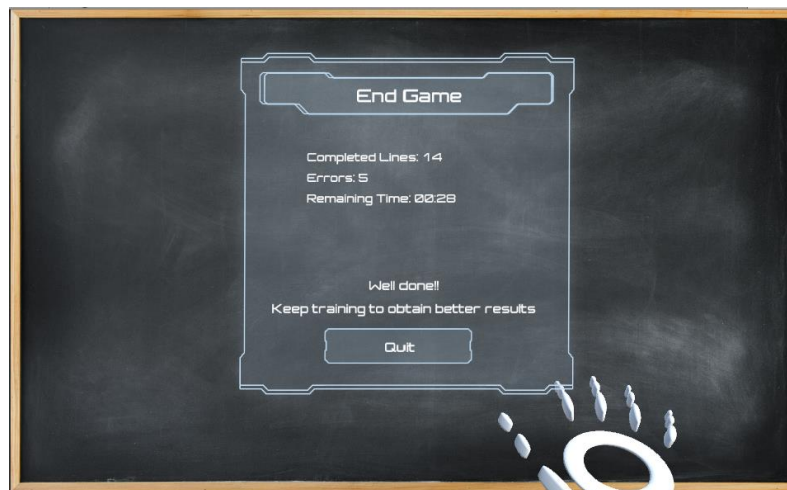 End Game
Completed Lines: 14
Errors: 5
Remaining Time: 00:28
Well done!!
Keep training to obtain better results
Quit